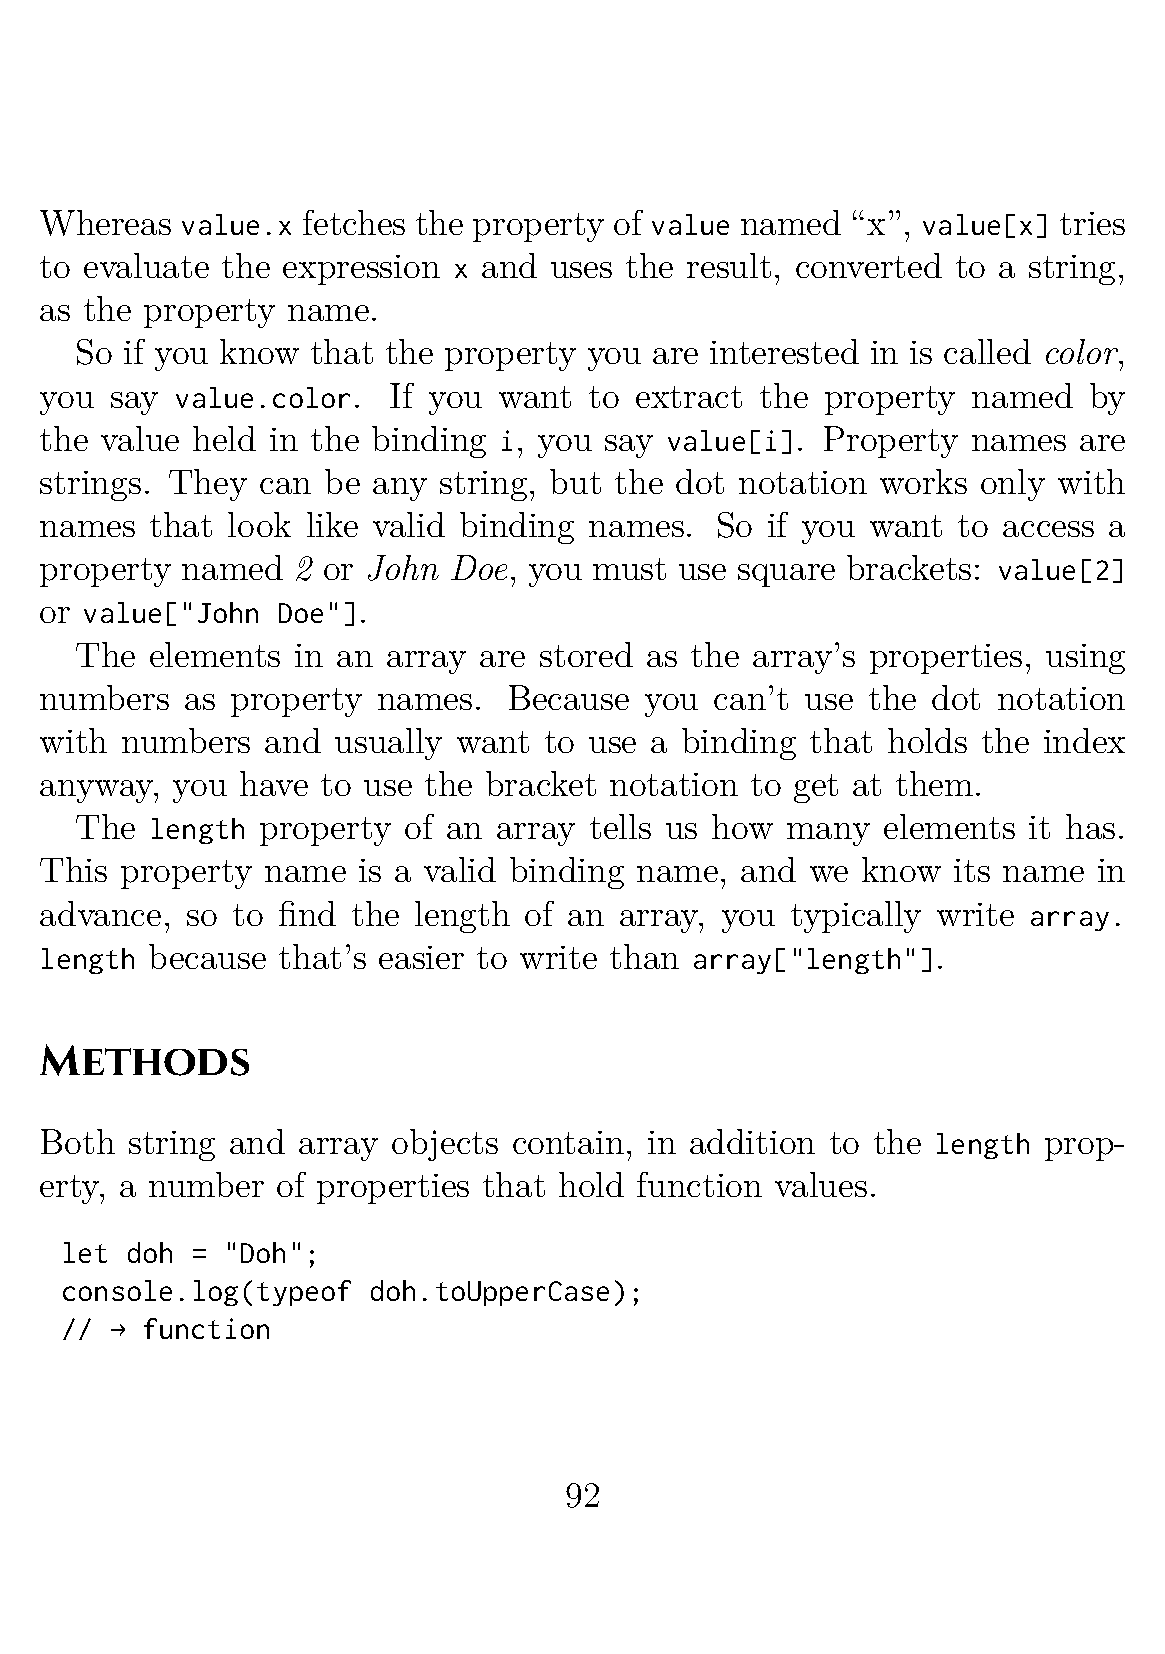 Whereas value.x fetches the property of value named “x”, value[x] tries
to evaluate the expression x and uses the result, converted to a string,
as the property name.
So if you know that the property you are interested in is called color,
you say value.color. If you want to extract the property named by
the value held in the binding i, you say value[i]. Property names are
strings. They can be any string, but the dot notation works only with
names that look like valid binding names. So if you want to access a
property named 2 or John Doe, you must use square brackets: value[2]
or value["John Doe"].
The elements in an array are stored as the array’s properties, using
numbers as property names. Because you can’t use the dot notation
with numbers and usually want to use a binding that holds the index
anyway, you have to use the bracket notation to get at them.
The length property of an array tells us how many elements it has.
This property name is a valid binding name, and we know its name in
advance, so to find the length of an array, you typically write array.
length because that’s easier to write than array["length"].
Methods
Both string and array objects contain, in addition to the length prop-
erty, a number of properties that hold function values.
let doh = "Doh";
console.log(typeof doh.toUpperCase);
// → function
92